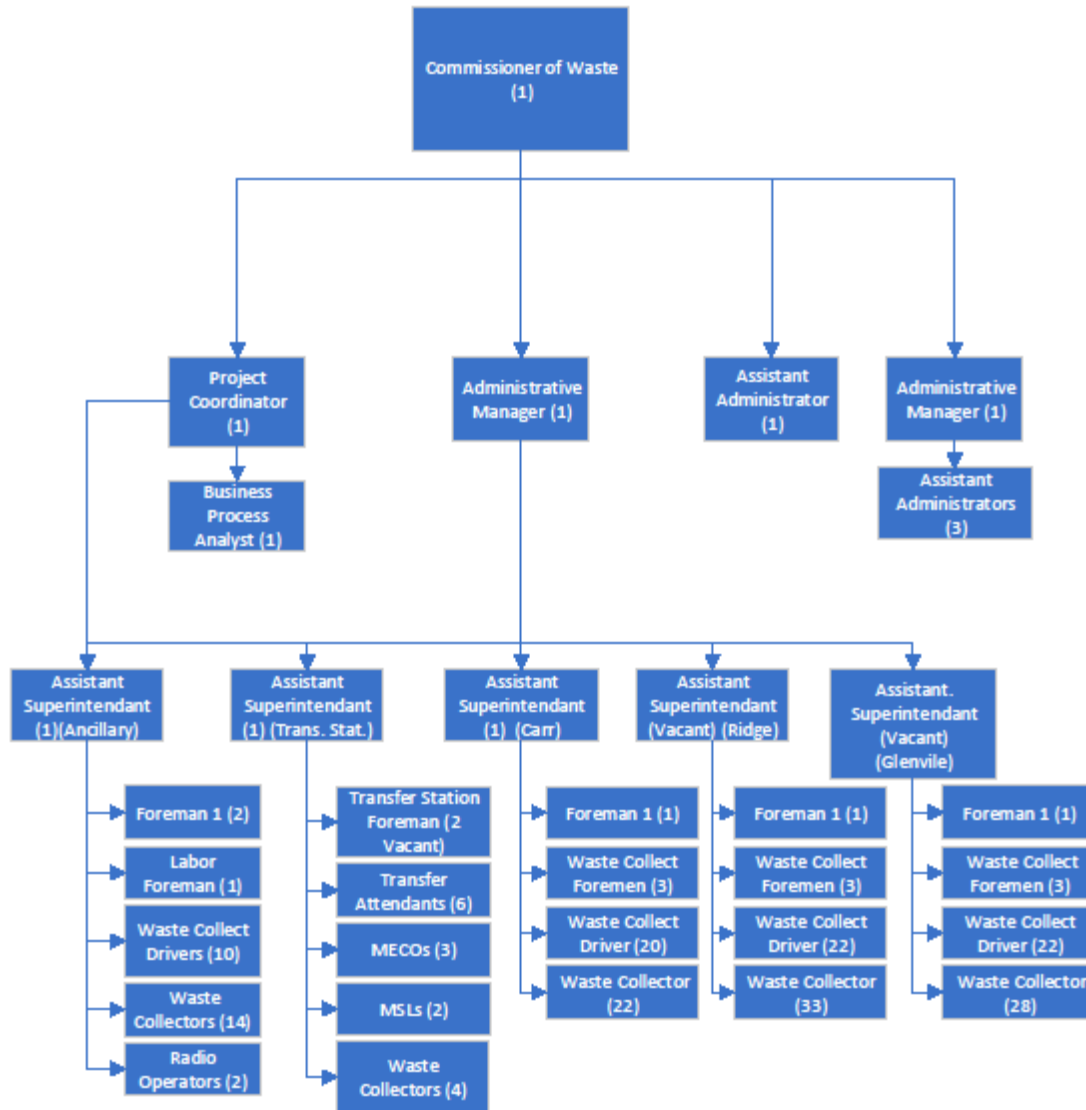 Commissioner of Waste
(1)
Project
Coordinator
(1)
Administrative
Manager (1)
Assistant
Administrator
(1)
Administrative
Manager (1)
Business
Process
Analyst (1)
Assistant
Administrators
(3)
Assistant
Superintendant
(1)(Ancillary)
Assistant
Superintendant
(1) (Trans. Stat.)
Assistant
Superintendant
(1) (Carr)
Assistant
Superintendant
(Vacant) (Ridge)
Assistant.
Superintendant
(Vacant)
(Glenvile)
Foreman 1 (2)
Labor
Foreman (1)
Waste Collect
Drivers (10)
Waste
Collectors (14)
Radio
Operators (2)
Transfer Station
Foreman (2
Vacant)
Transfer
Attendants (6)
MECOs (3)
MSLs (2)
Waste
Collectors (4)
Foreman 1 (1)
Waste Collect
Foremen (3)
Waste Collect
Driver (20)
Waste Collector
(22)
Foreman 1 (1)
Waste Collect
Foremen (3)
Waste Collect
Driver (22)
Waste Collector
(33)
Foreman 1 (1)
Waste Collect
Foremen (3)
Waste Collect
Driver (22)
Waste Collector
(28)